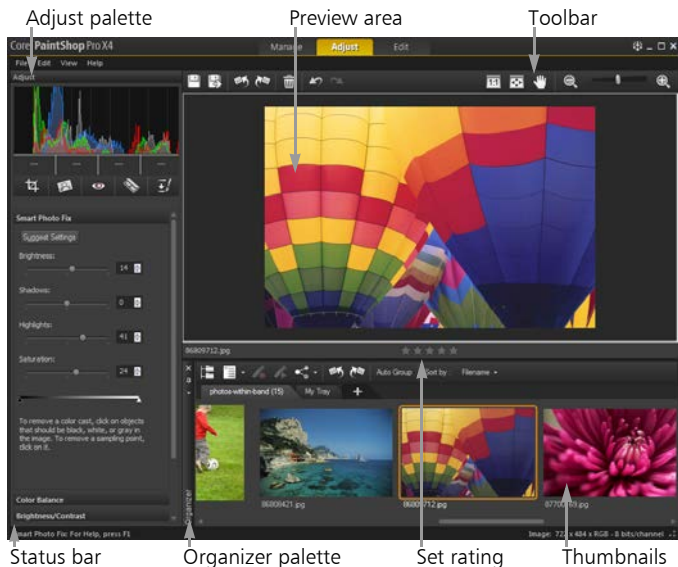 Adjust palette
Preview area
Toolbar
Corel PaintShop Pro X4
Manage
Adjust
Edit
File Edit View Help
Adjust
Smart Photo Fix
Suggest Settings
Brightness:
14
Shadows:
0
Highlights:
41
Saturation:
24
To remove a color cast, click on objects
that should be black, white, or gray in
the image. To remove a sampling point,
click on it.
Color Balance
Brightness/Contrast
1:1
86809712.jpg
Auto Group
Sort by :
Filename
photos-within-band (15)
My Tray
Organizer
86808421.jpg
86809712.jpg
Smart Photo Fix: For Help, press F1
Image: 722 x 484 x RGB - 8 bits/channel
Status bar
Organizer palette
Set rating
Thumbnails